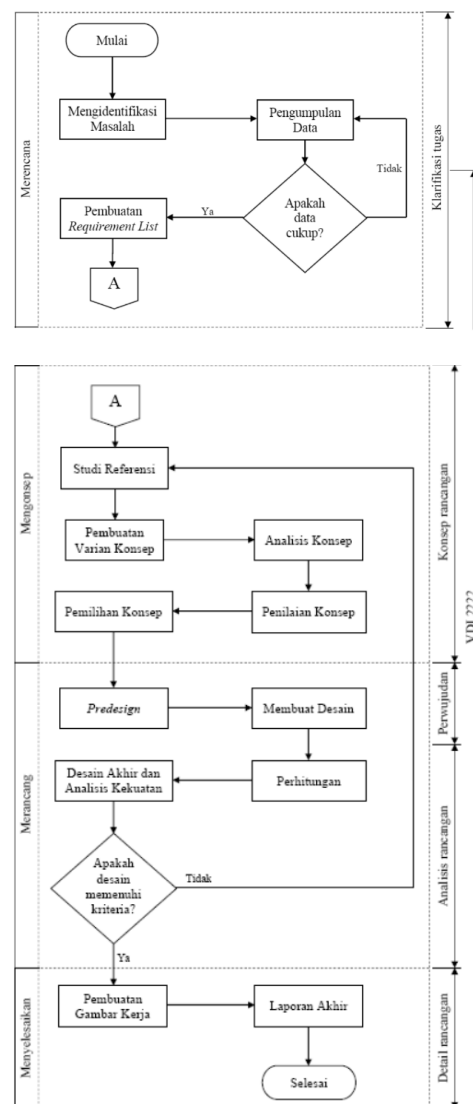 Mulai
Mengidentifikasi
Masalah
Pengumpulan
Data
Apakah
data
cukup?
Tidak
Ya
Pembuatan
Requirement List
A
Merencana
Klarifikasi tugas
A
Studi Referensi
Pembuatan
Varian Konsep
Analisis Konsep
Penilaian Konsep
Pemilihan Konsep
Mengonsep
Konsep rancangan
VDI 2222
Predesign
Membuat Desain
Perhitungan
Desain Akhir dan
Analisis Kekuatan
Apakah
desain
memenuhi
kriteria?
Tidak
Ya
Merancang
Perwujudan
Analisis rancangan
Pembuatan
Gambar Kerja
Laporan Akhir
Selesai
Menyelesaikan
Detail rancangan